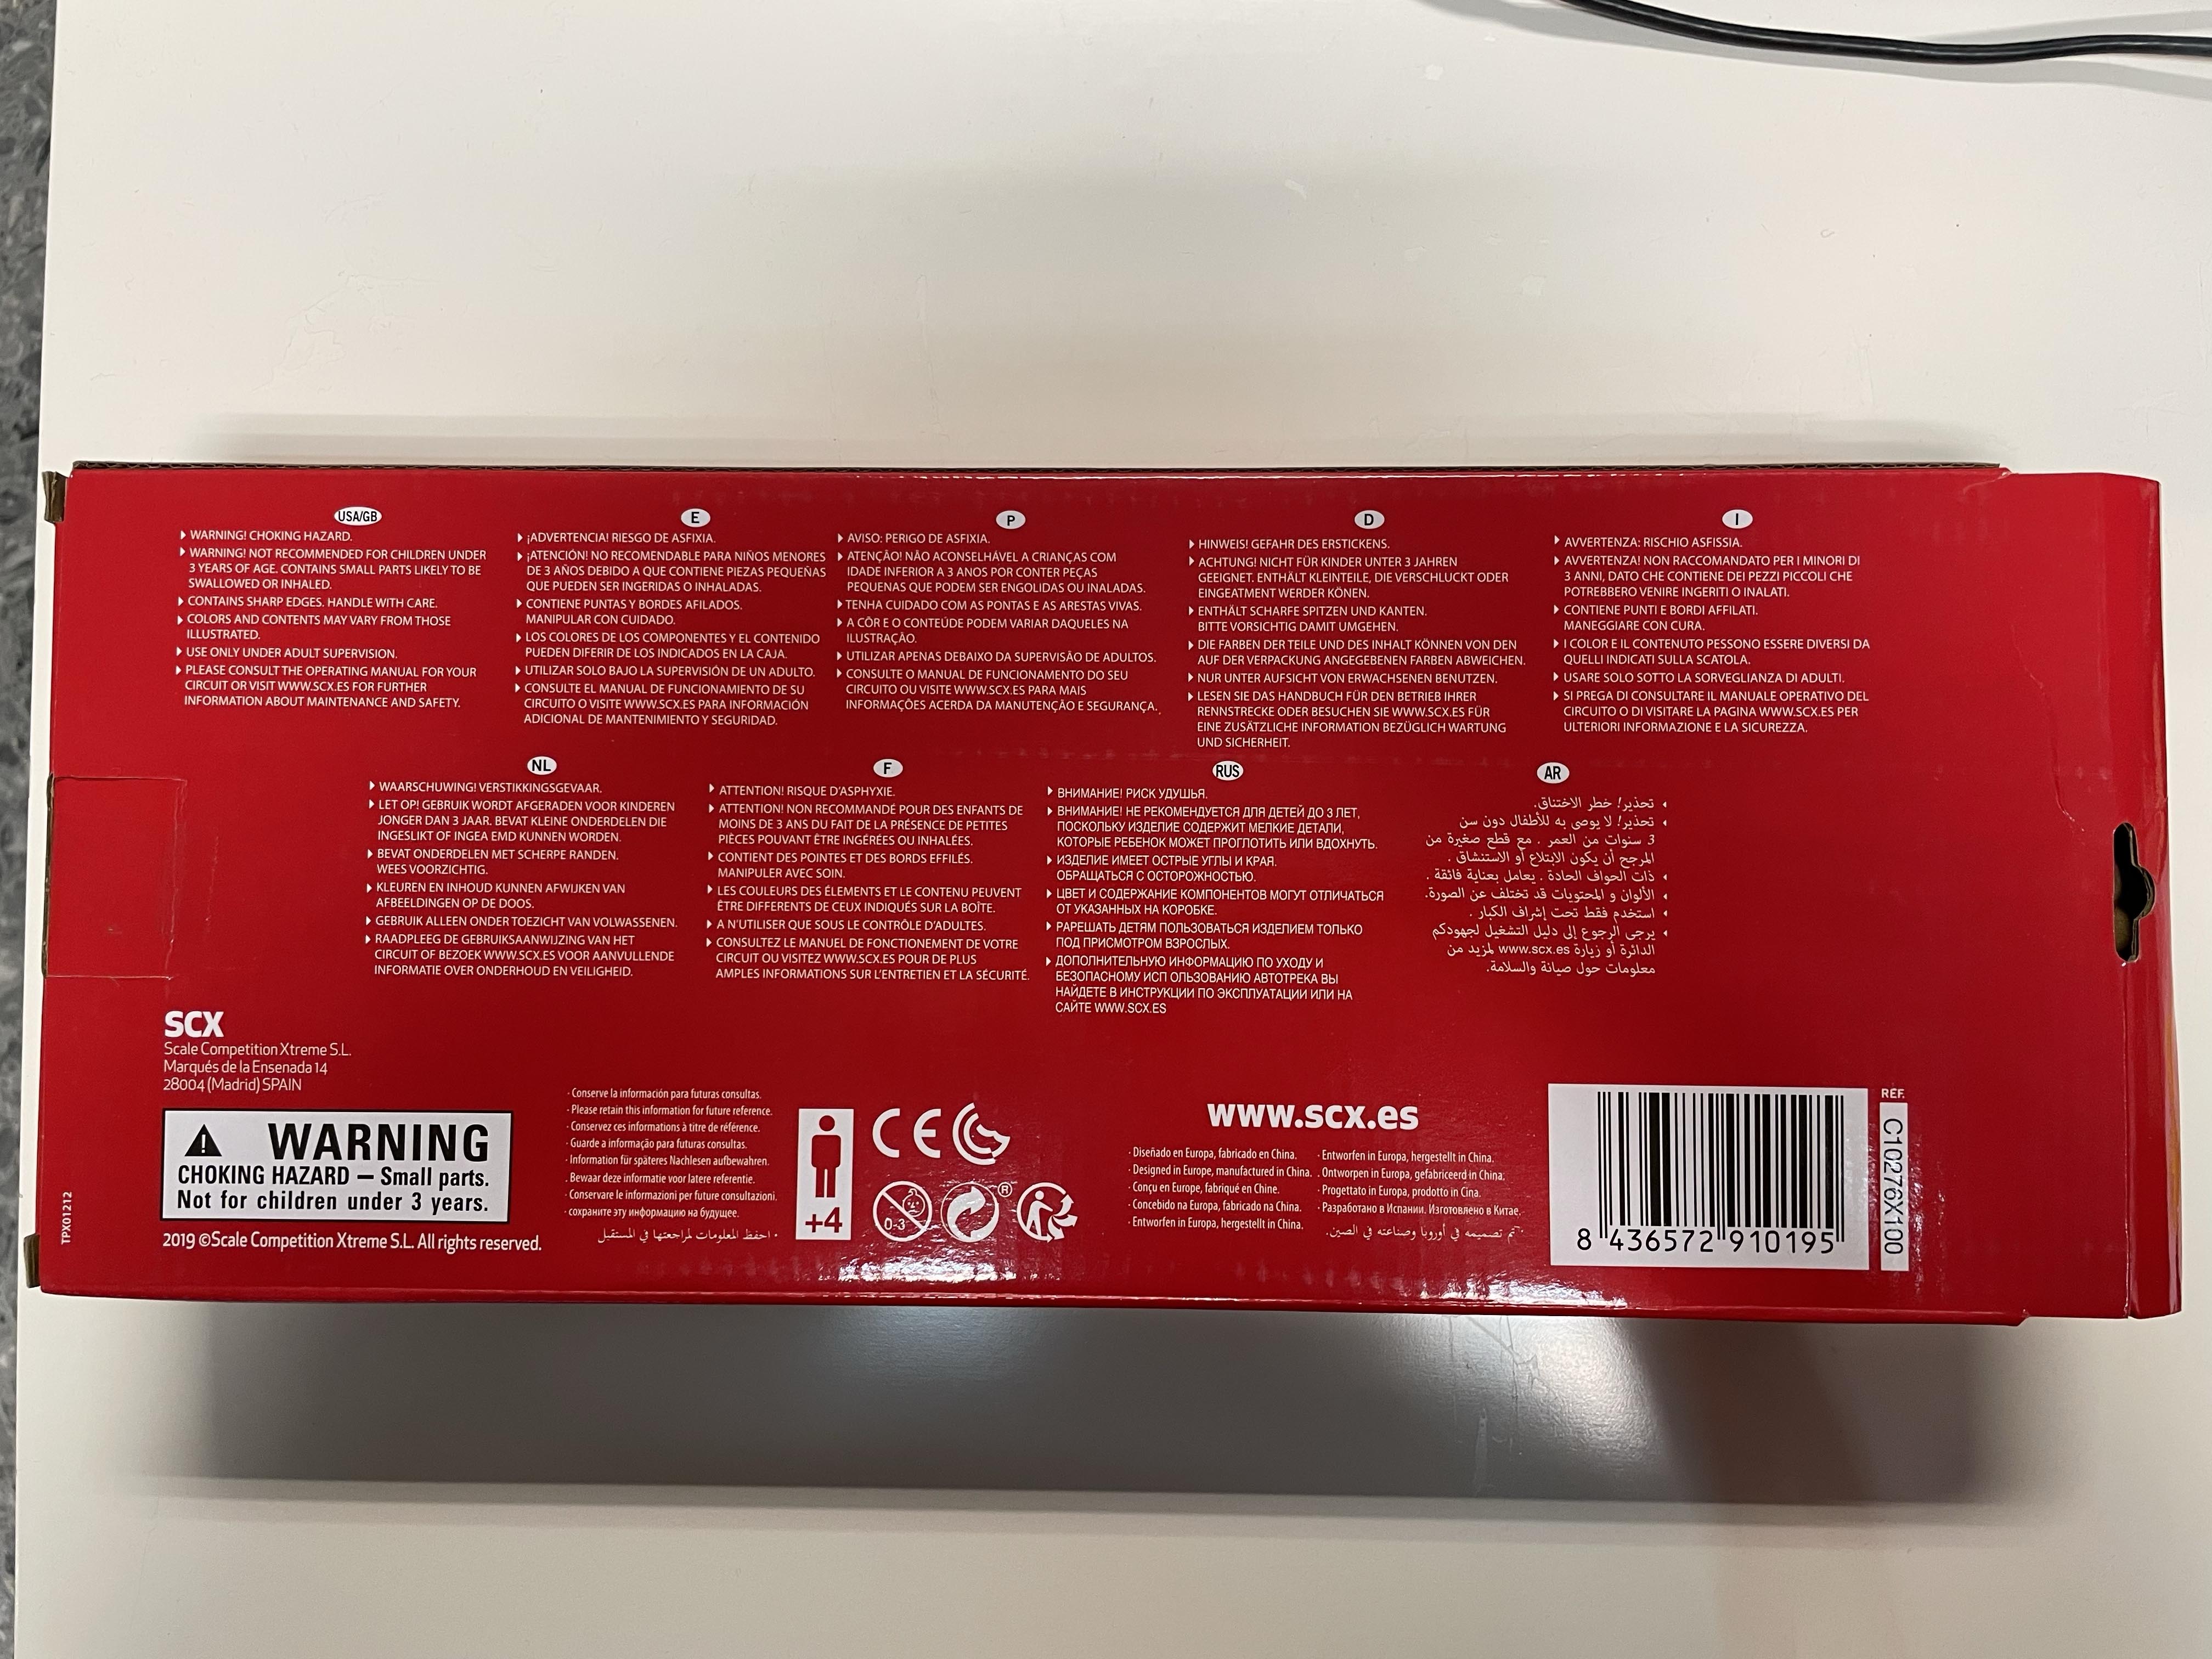 USA/GB
WARNING! CHOKING HAZARD.
WARNING! NOT RECOMMENDED FOR CHILDREN UNDER
3 YEARS OF AGE. CONTAINS SMALL PARTS LIKELY TO BE
SWALLOWED OR INHALED.
CONTAINS SHARP EDGES. HANDLE WITH CARE.
COLORS AND CONTENTS MAY VARY FROM THOSE
ILLUSTRATED.
USE ONLY UNDER ADULT SUPERVISION.
PLEASE CONSULT THE OPERATING MANUAL FOR YOUR
CIRCUIT OR VISIT WWW.SCX.ES FOR FURTHER
INFORMATION ABOUT MAINTENANCE AND SAFETY.
E
¡ADVERTENCIA! RIESGO DE ASFIXIA.
¡ATENCIÓN! NO RECOMENDABLE PARA NIÑOS MENORES
DE 3 AÑOS DEBIDO A QUE CONTIENE PIEZAS PEQUEÑAS
QUE PUEDEN SER INGERIDAS O INHALADAS.
CONTIENE PUNTAS Y BORDES AFILADOS.
MANIPULAR CON CUIDADO.
LOS COLORES DE LOS COMPONENTES Y EL CONTENIDO
PUEDEN DIFERIR DE LOS INDICADOS EN LA CAJA.
UTILIZAR SOLO BAJO LA SUPERVISIÓN DE UN ADULTO.
CONSULTE EL MANUAL DE FUNCIONAMIENTO DE SU
CIRCUITO O VISITE WWW.SCX.ES PARA INFORMACIÓN
ADICIONAL DE MANTENIMIENTO Y SEGURIDAD.
P
AVISO: PERIGO DE ASFIXIA.
ATENÇÃO! NÃO ACONSELHÁVEL A CRIANÇAS COM
IDADE INFERIOR A 3 ANOS POR CONTER PEÇAS
PEQUENAS QUE PODEM SER ENGOLIDAS OU INALADAS.
TENHA CUIDADO COM AS PONTAS E AS ARESTAS VIVAS.
A CÔR E O CONTEÚDE PODEM VARIAR DAQUELES NA
ILUSTRAÇÃO.
UTILIZAR APENAS DEBAIXO DA SUPERVISÃO DE ADULTOS.
CONSULTE O MANUAL DE FUNCIONAMENTO DO SEU
CIRCUITO OU VISITE WWW.SCX.ES PARA MAIS
INFORMAÇÕES ACERDA DA MANUTENÇÃO E SEGURANÇA.
D
HINWEIS! GEFAHR DES ERSTICKENS.
ACHTUNG! NICHT FÜR KINDER UNTER 3 JAHREN
GEEIGNET. ENTHÄLT KLEINTEILE, DIE VERSCHLUCKT ODER
EINGEATMENT WERDER KÖNEN.
ENTHÄLT SCHARFE SPITZEN UND KANTEN.
BITTE VORSICHTIG DAMIT UMGEHEN.
DIE FARBEN DER TEILE UND DES INHALT KÖNNEN VON DEN
AUF DER VERPACKUNG ANGEGEBENEN FARBEN ABWEICHEN.
NUR UNTER AUFSICHT VON ERWACHSENEN BENUTZEN.
LESEN SIE DAS HANDBUCH FÜR DEN BETRIEB IHRER
RENNSTRECKE ODER BESUCHEN SIE WWW.SCX.ES FÜR
EINE ZUSÄTZLICHE INFORMATION BEZÜGLICH WARTUNG
UND SICHERHEIT.
I
AVVERTENZA: RISCHIO ASFISSIA.
AVVERTENZA! NON RACCOMANDATO PER I MINORI DI
3 ANNI, DATO CHE CONTIENE DEI PEZZI PICCOLI CHE
POTREBBERO VENIRE INGERITI O INALATI.
CONTIENE PUNTI E BORDI AFFILATI.
MANEGGIARE CON CURA.
I COLOR E IL CONTENUTO PESSONO ESSERE DIVERSI DA
QUELLI INDICATI SULLA SCATOLA.
USARE SOLO SOTTO LA SORVEGLIANZA DI ADULTI.
SI PREGA DI CONSULTARE IL MANUALE OPERATIVO DEL
CIRCUITO O DI VISITARE LA PAGINA WWW.SCX.ES PER
ULTERIORI INFORMAZIONE E LA SICUREZZA.
NL
WAARSCHUWING! VERSTIKKINGSGEVAAR.
LET OP! GEBRUIK WORDT AFGERADEN VOOR KINDEREN
JONGER DAN 3 JAAR. BEVAT KLEINE ONDERDELEN DIE
INGESLIKT OF INGEA EMD KUNNEN WORDEN.
BEVAT ONDERDELEN MET SCHERPE RANDEN.
WEES VOORZICHTIG.
KLEUREN EN INHOUD KUNNEN AFWIJKEN VAN
AFBEELDINGEN OP DE DOOS.
GEBRUIK ALLEEN ONDER TOEZICHT VAN VOLWASSENEN.
RAADPLEEG DE GEBRUIKSAANWIJZING VAN HET
CIRCUIT OF BEZOEK WWW.SCX.ES VOOR AANVULLENDE
INFORMATIE OVER ONDERHOUD EN VEILIGHEID.
F
ATTENTION! RISQUE D'ASPHYXIE.
ATTENTION! NON RECOMMANDÉ POUR DES ENFANTS DE
MOINS DE 3 ANS DU FAIT DE LA PRÉSENCE DE PETITES
PIÈCES POUVANT ÊTRE INGÉRÉES OU INHALÉES.
CONTIENT DES POINTES ET DES BORDS EFFILÉS.
MANIPULER AVEC SOIN.
LES COULEURS DES ÉLEMENTS ET LE CONTENU PEUVENT
ÊTRE DIFFERENTS DE CEUX INDIQUÉS SUR LA BOÎTE.
A N'UTILISER QUE SOUS LE CONTRÔLE D'ADULTES.
CONSULTEZ LE MANUEL DE FONCTIONEMENT DE VOTRE
CIRCUIT OU VISITEZ WWW.SCX.ES POUR DE PLUS
AMPLES INFORMATIONS SUR L'ENTRETIEN ET LA SÉCURITÉ.
RUS
ВНИМАНИЕ! РИСК УДУШЬЯ.
ВНИМАНИЕ! НЕ РЕКОМЕНДУЕТСЯ ДЛЯ ДЕТЕЙ ДО 3 ЛЕТ,
ПОСКОЛЬКУ ИЗДЕЛИЕ СОДЕРЖИТ МЕЛКИЕ ДЕТАЛИ,
КОТОРЫЕ РЕБЕНОК МОЖЕТ ПРОГЛОТИТЬ ИЛИ ВДОХНУТЬ.
ИЗДЕЛИЕ ИМЕЕТ ОСТРЫЕ УГЛЫ И КРАЯ.
ОБРАЩАТЬСЯ С ОСТОРОЖНОСТЬЮ.
ЦВЕТ И СОДЕРЖАНИЕ КОМПОНЕНТОВ МОГУТ ОТЛИЧАТЬСЯ
ОТ УКАЗАННЫХ НА КОРОБКЕ.
РАРЕШАТЬ ДЕТЯМ ПОЛЬЗОВАТЬСЯ ИЗДЕЛИЕМ ТОЛЬКО
ПОД ПРИСМОТРОМ ВЗРОСЛЫХ.
ДОПОЛНИТЕЛЬНУЮ ИНФОРМАЦИЮ ПО УХОДУ И
БЕЗОПАСНОМУ ИСП ОЛЬЗОВАНИЮ АВТОТРЕКА ВЫ
НАЙДЕТЕ В ИНСТРУКЦИИ ПО ЭКСПЛУАТАЦИИ ИЛИ НА
САЙТЕ WWW.SCX.ES
AR
تحذير! خطر الاختناق.
تحذير! لا يوصى به للأطفال دون سن
3 سنوات من العمر . مع قطع صغيرة من
المرجح أن يكون الابتلاع أو الاستنشاق .
ذات الحواف الحادة . يعامل بعناية فائقة .
الألوان و المحتويات قد تختلف عن الصورة.
استخدم فقط تحت إشراف الكبار .
يرجى الرجوع إلى دليل التشغيل لجهودكم
الدائرة أو زيارة www.scx.es لمزيد من
معلومات حول صيانة والسلامة.
SCX
Scale Competition Xtreme S.L.
Marqués de la Ensenada 14
28004 (Madrid) SPAIN
WARNING
CHOKING HAZARD — Small parts.
Not for children under 3 years.
2019 ©Scale Competition Xtreme S.L. All rights reserved.
TPX01212
· Conserve la información para futuras consultas.
· Please retain this information for future reference.
· Conservez ces informations à titre de référence.
· Guarde a informação para futuras consultas.
· Information für späteres Nachlesen aufbewahren.
· Bewaar deze informatie voor latere referentie.
· Conservare le informazioni per future consultazioni.
· сохраните эту информацию на будущее.
· احفظ المعلومات لمراجعتها في المستقبل
+4
CE
0-3
®
www.scx.es
· Diseñado en Europa, fabricado en China.
· Designed in Europe, manufactured in China.
· Conçu en Europe, fabriqué en Chine.
· Concebido na Europa, fabricado na China.
· Entworfen in Europa, hergestellt in China.
· Entworfen in Europa, hergestellt in China.
· Ontworpen in Europa, gefabriceerd in China.
· Progettato in Europa, prodotto in Cina.
· Разработано в Испании. Изготовлено в Китае.
تم تصميمه في أوروبا وصناعته في الصين.
8 436572 910195
REF.
C10276X100